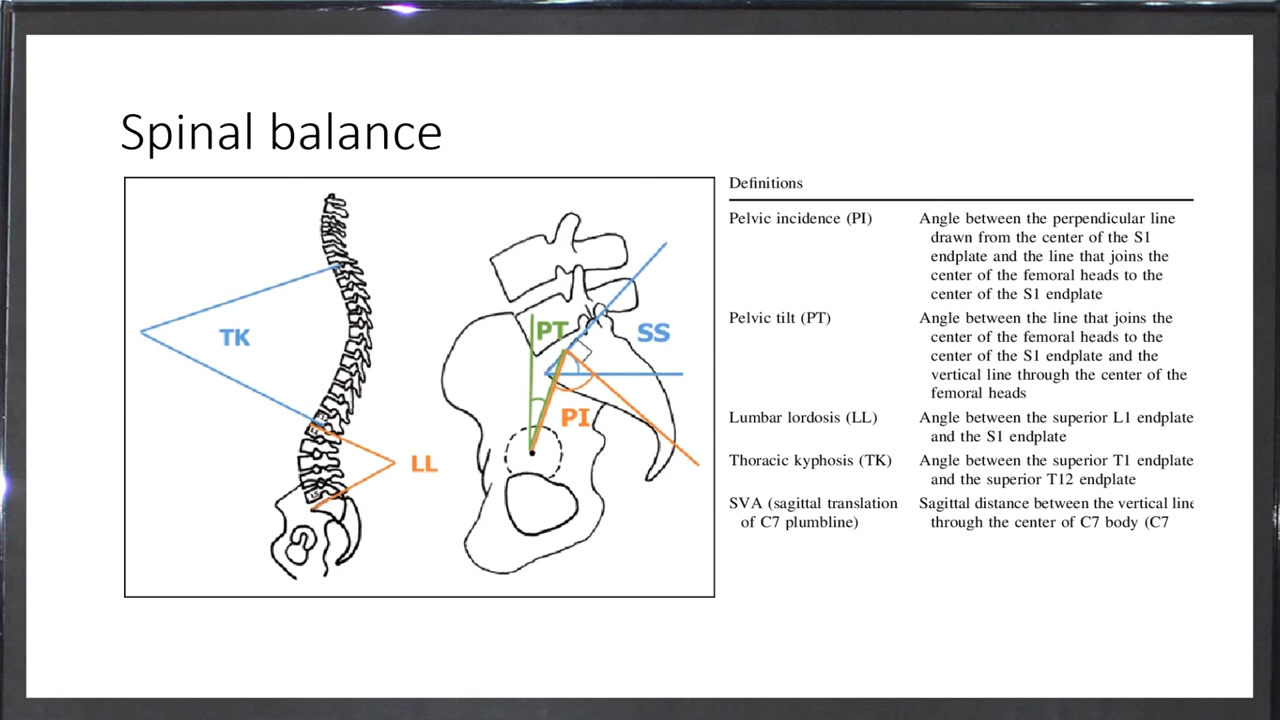 Spinal balance
TK
LL
PT
SS
PI
Definitions
Pelvic incidence (PI) Angle between the perpendicular line
drawn from the center of the S1
endplate and the line that joins the
center of the femoral heads to the
center of the S1 endplate
Pelvic tilt (PT) Angle between the line that joins the
center of the femoral heads to the
center of the S1 endplate and the
vertical line through the center of the
femoral heads
Lumbar lordosis (LL) Angle between the superior L1 endplate
and the S1 endplate
Thoracic kyphosis (TK) Angle between the superior T1 endplate
and the superior T12 endplate
SVA (sagittal translation Sagittal distance between the vertical line
of C7 plumbline) through the center of C7 body (C7